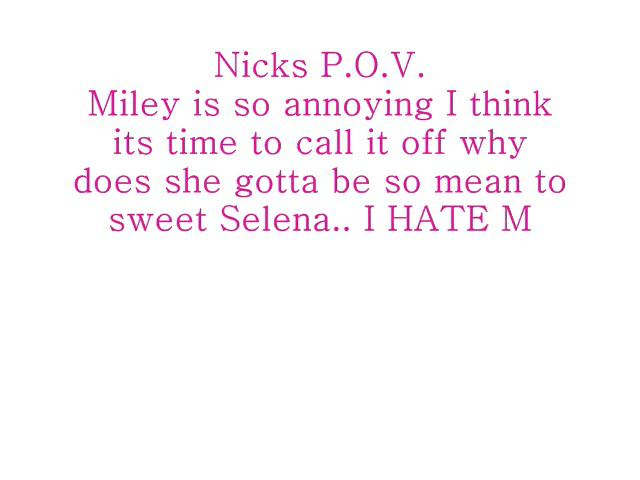 Nicks P.O.V.
Miley is so annoying I think
its time to call it off why
does she gotta be so mean to
sweet Selena.. I HATE M